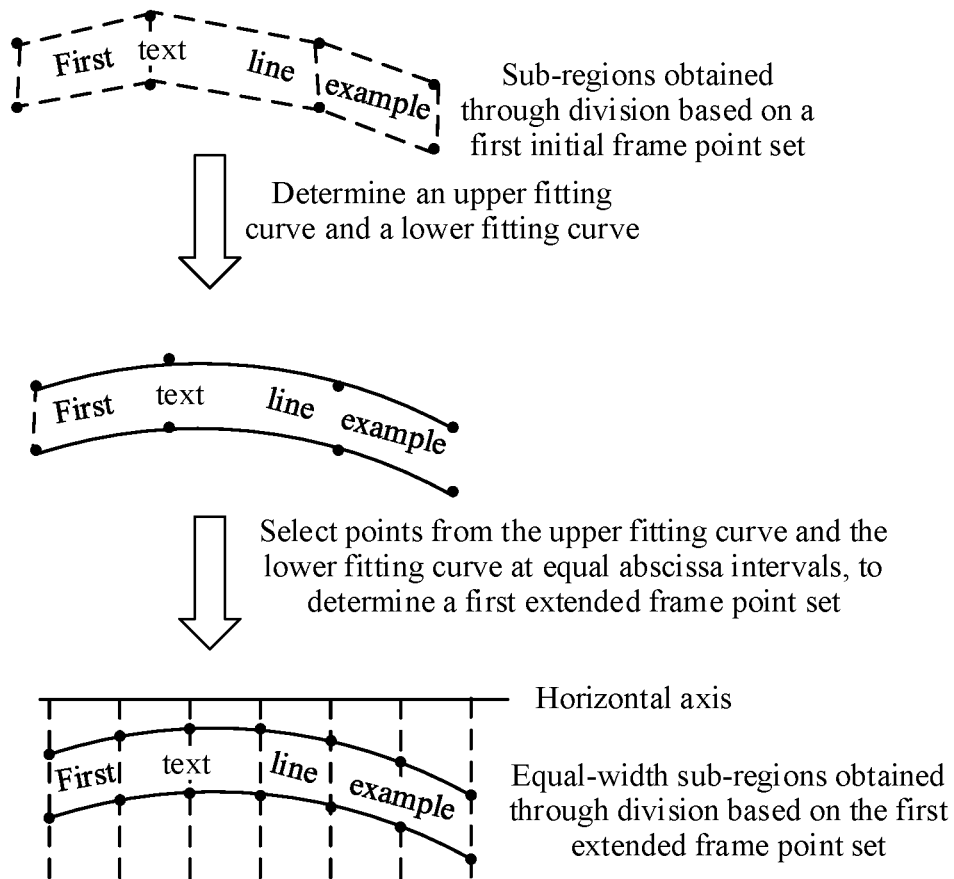 First text line example
Sub-regions obtained
through division based on a
first initial frame point set
Determine an upper fitting
curve and a lower fitting curve
First text line example
Select points from the upper fitting curve and the
lower fitting curve at equal abscissa intervals, to
determine a first extended frame point set
Horizontal axis
First text line example
Equal-width sub-regions obtained
through division based on the first
extended frame point set